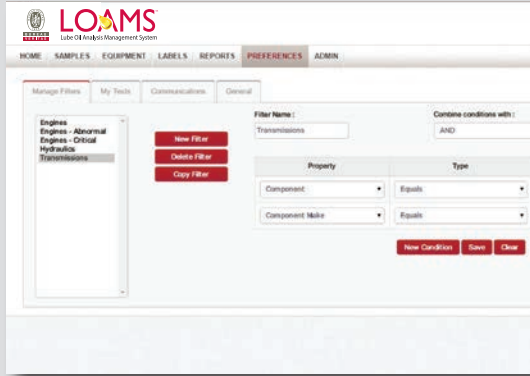 LOAMS
Lube Oil Analysis Management System
HOME SAMPLES EQUIPMENT LABELS REPORTS PREFERENCES ADMIN
Manage Filters My Tests Communications General
Engines
Engines - Abnormal
Engines - Critical
Hydraulics
Transmissions
New Filter
Delete Filter
Copy Filter
Filter Name : Combine conditions with :
Transmissions AND
Property Type
Component Equals
Component Make Equals
New Condition Save Clear